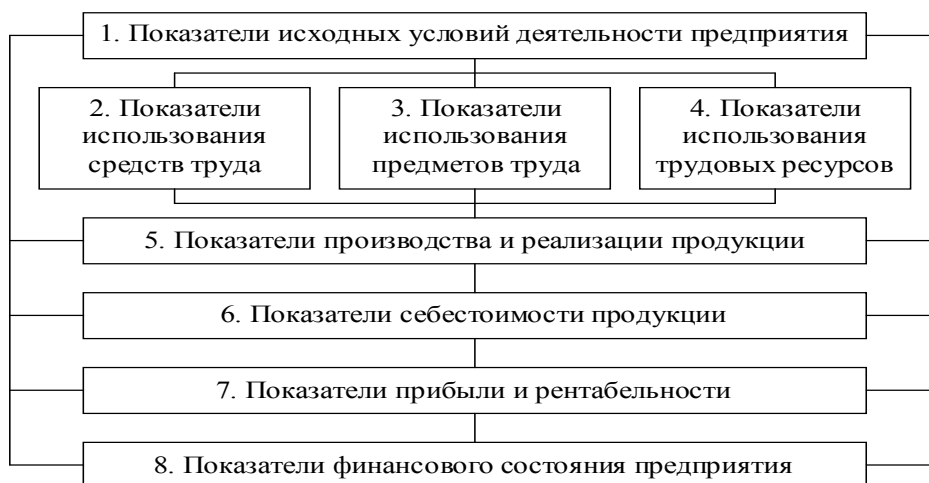 1. Показатели исходных условий деятельности предприятия
2. Показатели
использования
средств труда
3. Показатели
использования
предметов труда
4. Показатели
использования
трудовых ресурсов
5. Показатели производства и реализации продукции
6. Показатели себестоимости продукции
7. Показатели прибыли и рентабельности
8. Показатели финансового состояния предприятия